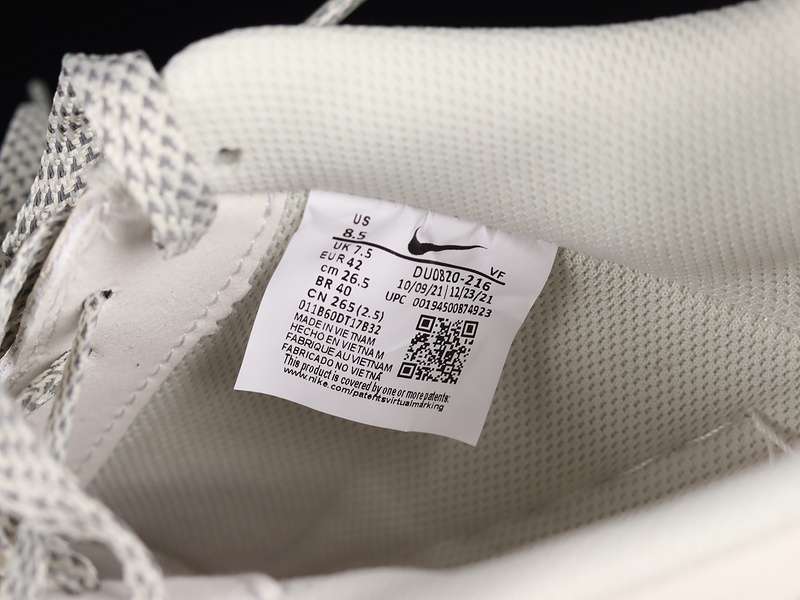 US
8.5
UK 7.5
EUR 42
cm 26.5
BR 40
CN 265(2.5)
011B60DT17B32
MADE IN VIETNAM
HECHO EN VIETNAM
FABRIQUE AU VIETNAM
FABRICADO NO VIETNÃ
This product is covered by one or more patents:
www.nike.com/patentsvirtualmarking
VF
DU0820-216
10/09/21 | 12/23/21
UPC 00194500874923